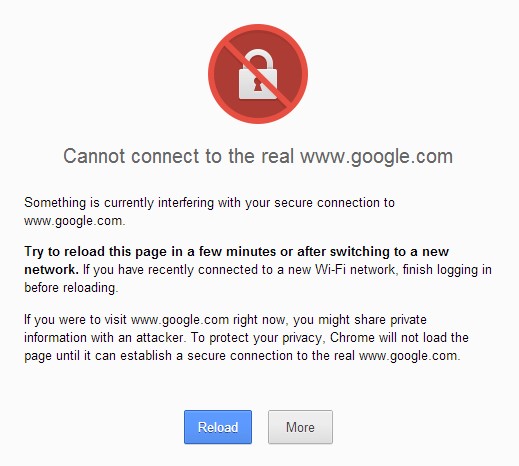 Cannot connect to the real www.google.com
Something is currently interfering with your secure connection to
www.google.com.
Try to reload this page in a few minutes or after switching to a new
network. If you have recently connected to a new Wi-Fi network, finish logging in
before reloading.
If you were to visit www.google.com right now, you might share private
information with an attacker. To protect your privacy, Chrome will not load the
page until it can establish a secure connection to the real www.google.com.
Reload More